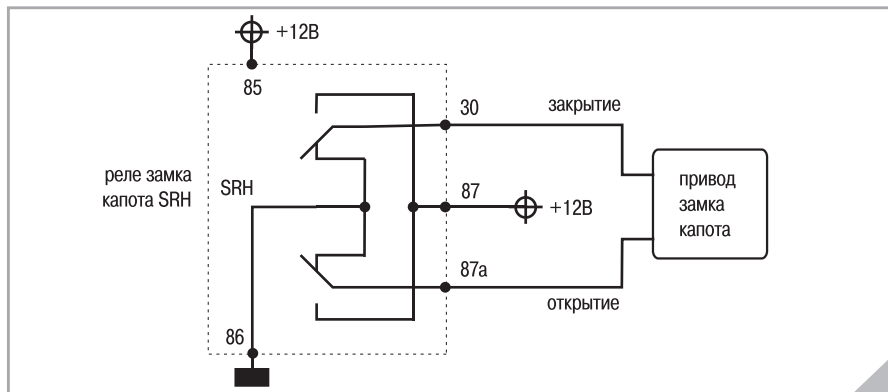 +12В
85
30
закрытие
реле замка
капота SRH
SRH
87
+12В
привод
замка
капота
87а
открытие
86